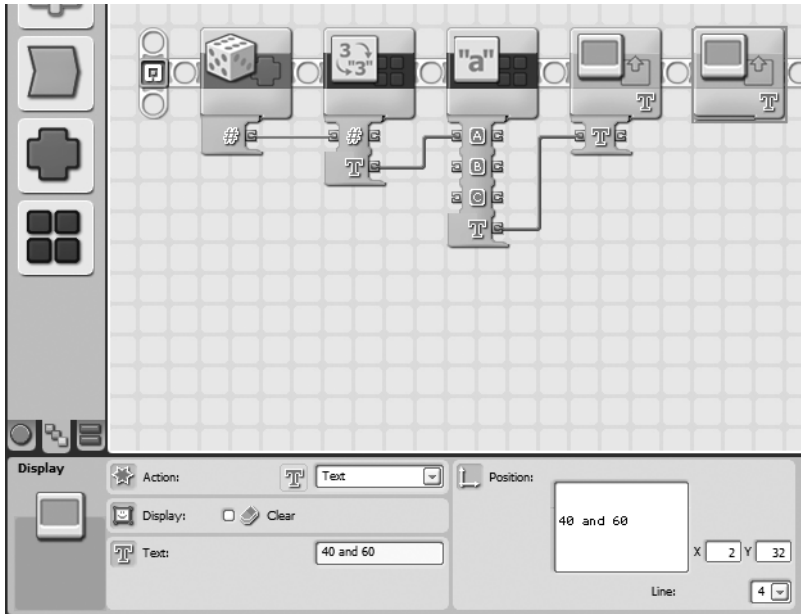 3
"3"
"a"
T
T
#
#
A
T
T
B
C
T
Display
Action:
T
Text
Position:
Display:
Clear
40 and 60
T
Text:
40 and 60
X
2
Y
32
Line:
4